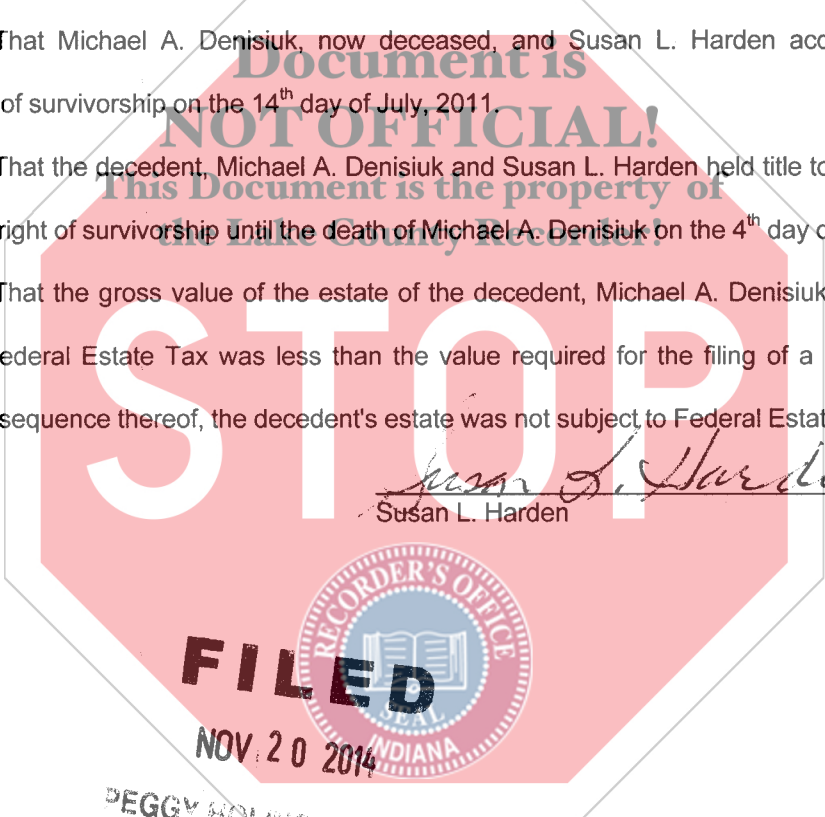 That Michael A. Denisiuk, now deceased, and Susan L. Harden acc
Document is
of survivorship on the 14th day of July, 2011.
NOT OFFICIAL!
That the decedent, Michael A. Denisiuk and Susan L. Harden held title to
This Document is the property of
right of survivorship until the death of Michael A. Denisiuk on the 4th day o
the Lake County Recorder!
That the gross value of the estate of the decedent, Michael A. Denisiuk
ederal Estate Tax was less than the value required for the filing of a
sequence thereof, the decedent's estate was not subject to Federal Estat
STOP
Susan L. Harde
Susan L. Harden
RECORDER'S OFFICE
SEAL
INDIANA
FILED
NOV 20 2014
PEGGY